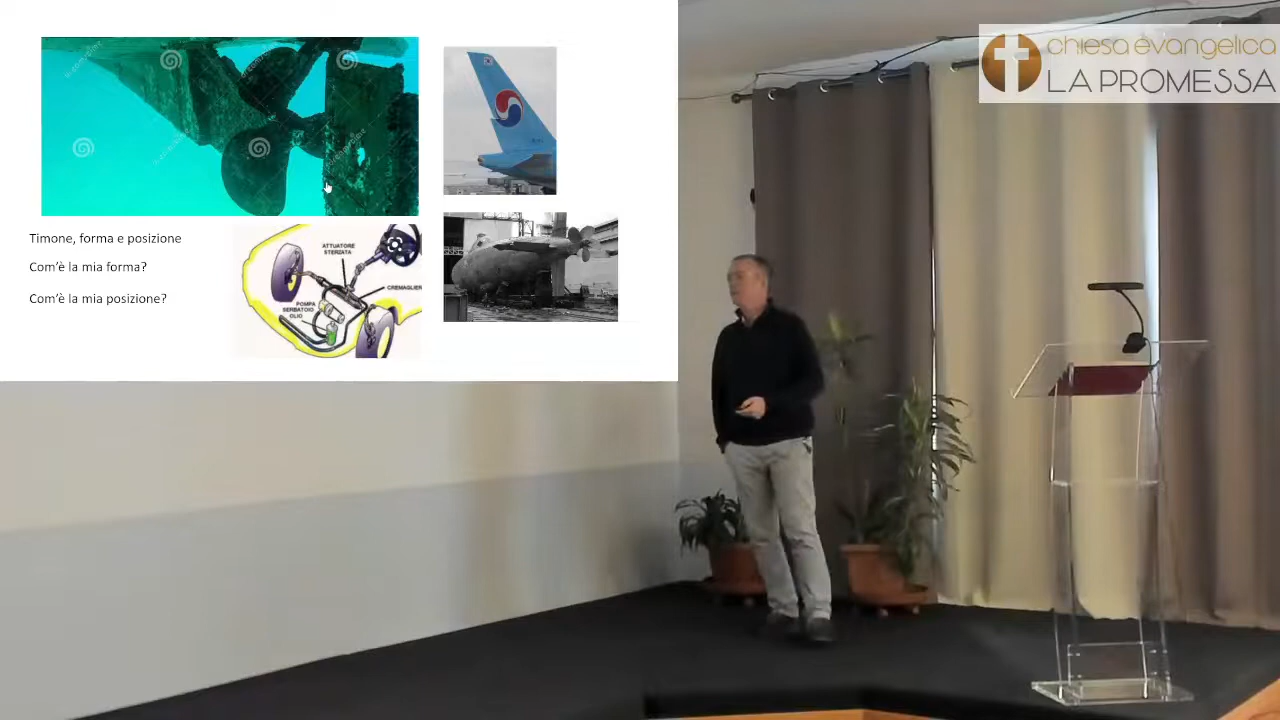 chiesa evangelica
LA PROMESSA
Timone, forma e posizione
Com'è la mia forma?
Com'è la mia posizione?
ATTUATORE
STERZATA
CREMAGLIER
POMPA
SERBATOIO
OLIO